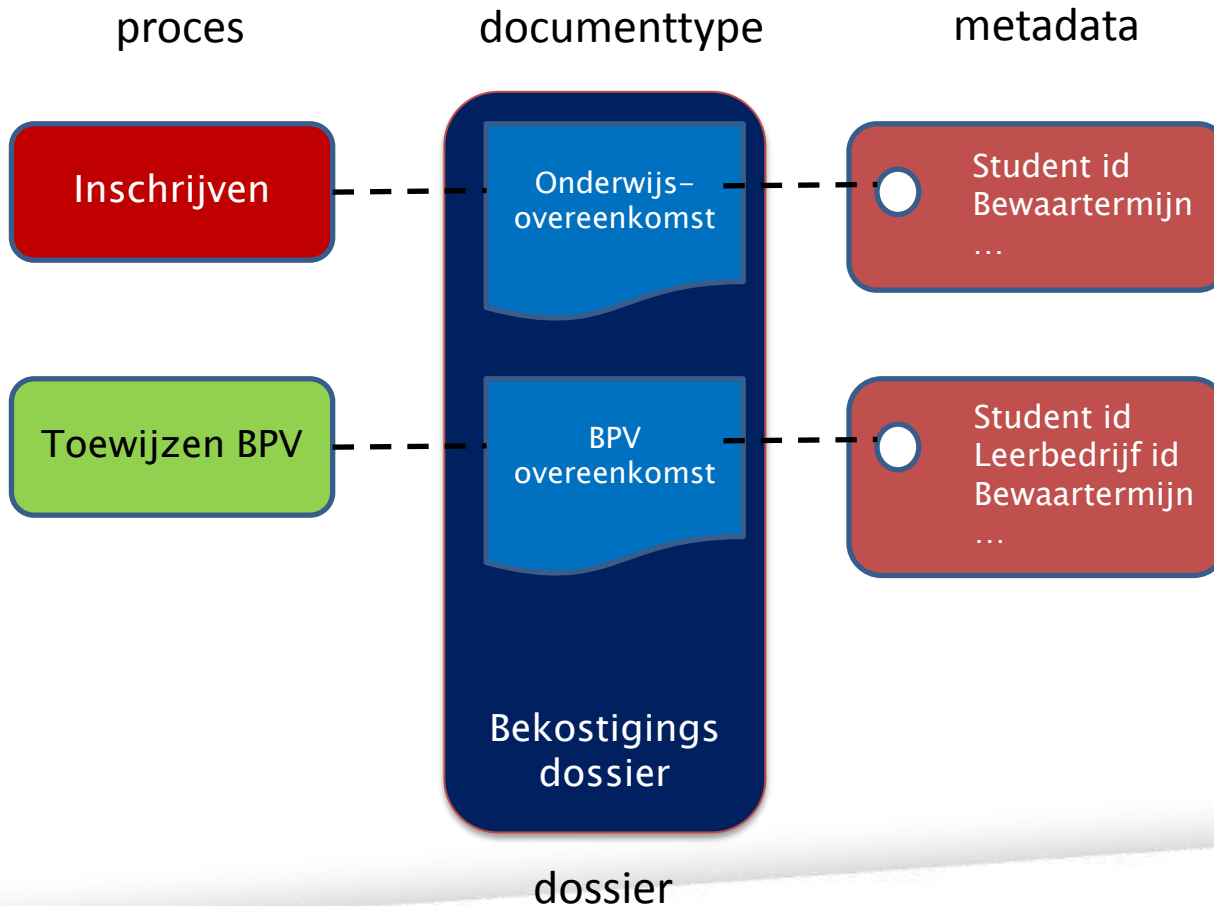 proces
documenttype
metadata
Inschrijven
Onderwijs-
overeenkomst
Student id
Bewaartermijn
…
Toewijzen BPV
BPV
overeenkomst
Student id
Leerbedrijf id
Bewaartermijn
…
Bekostigings
dossier
dossier